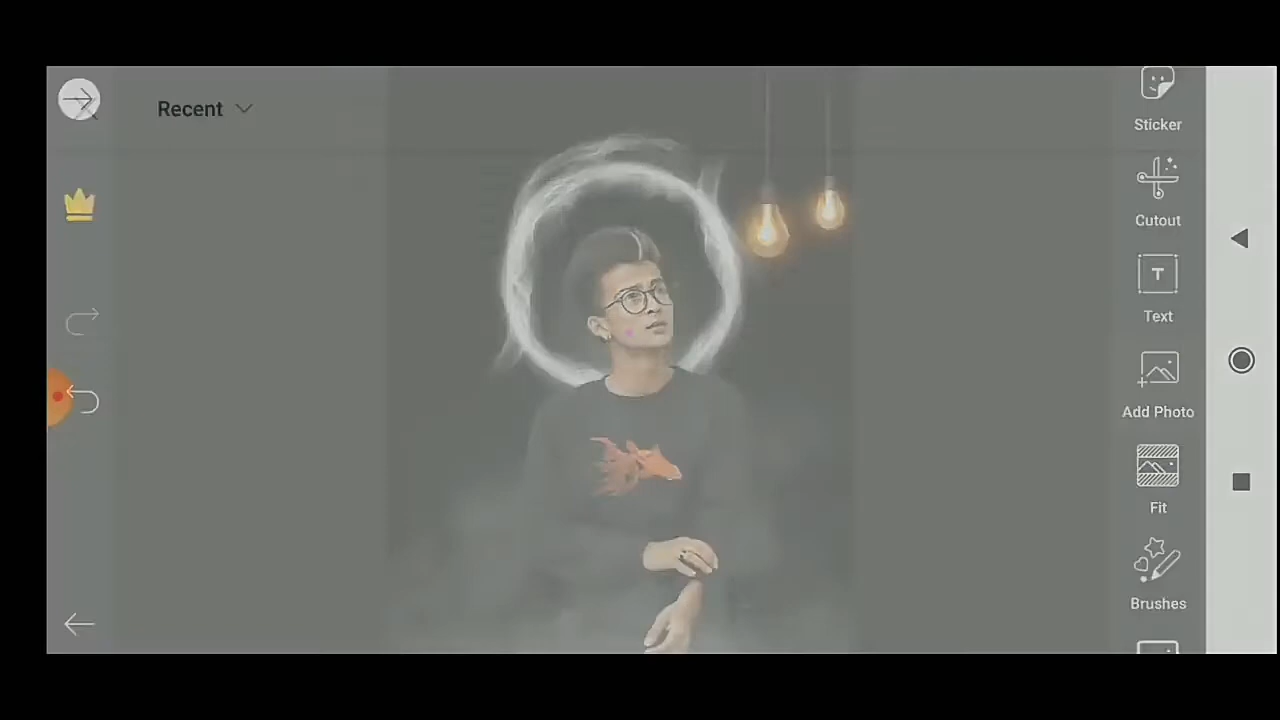 Recent
Sticker
Cutout
T
Text
Add Photo
Fit
Brushes